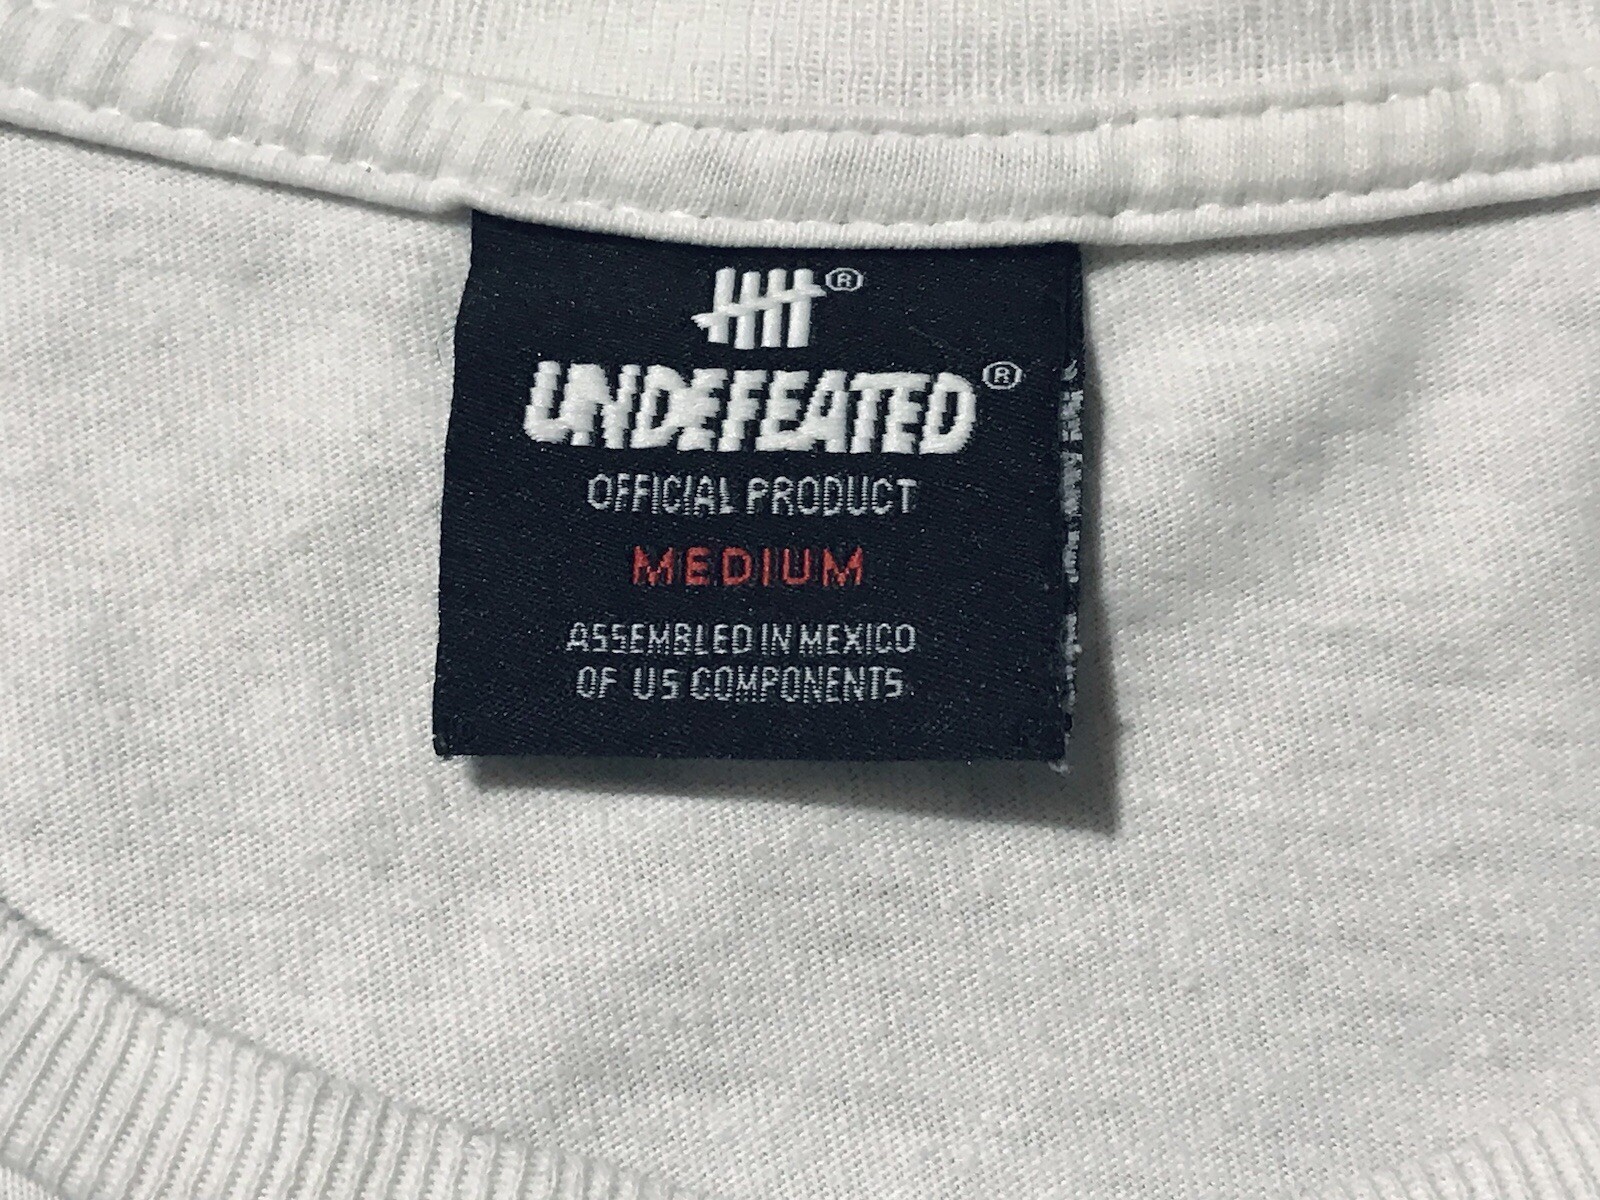 ®
UNDEFEATED®
OFFICIAL PRODUCT
MEDIUM
ASSEMBLED IN MEXICO
OF US COMPONENTS